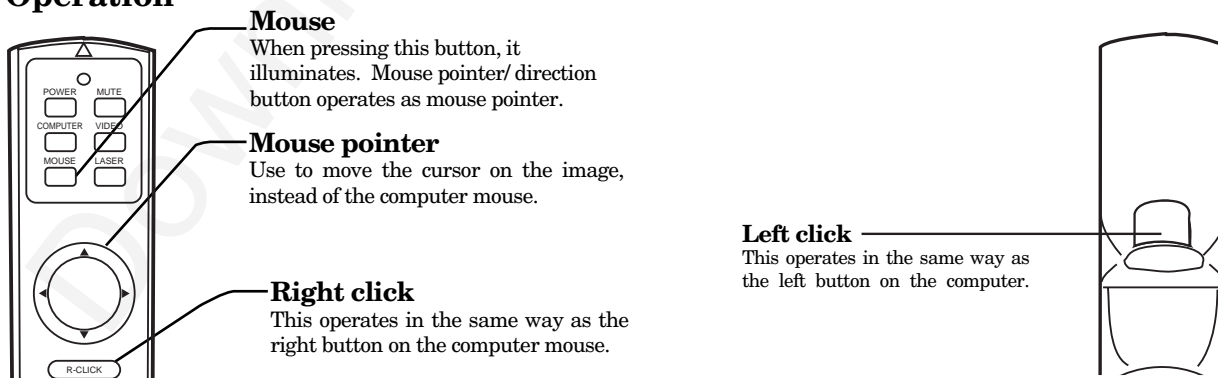 Operation
Mouse
When pressing this button, it
illuminates. Mouse pointer/ direction
button operates as mouse pointer.
POWER MUTE
COMPUTER VIDEO
MOUSE LASER
Mouse pointer
Use to move the cursor on the image,
instead of the computer mouse.
Right click
This operates in the same way as the
right button on the computer mouse.
R-CLICK
Left click
This operates in the same way as
the left button on the computer.